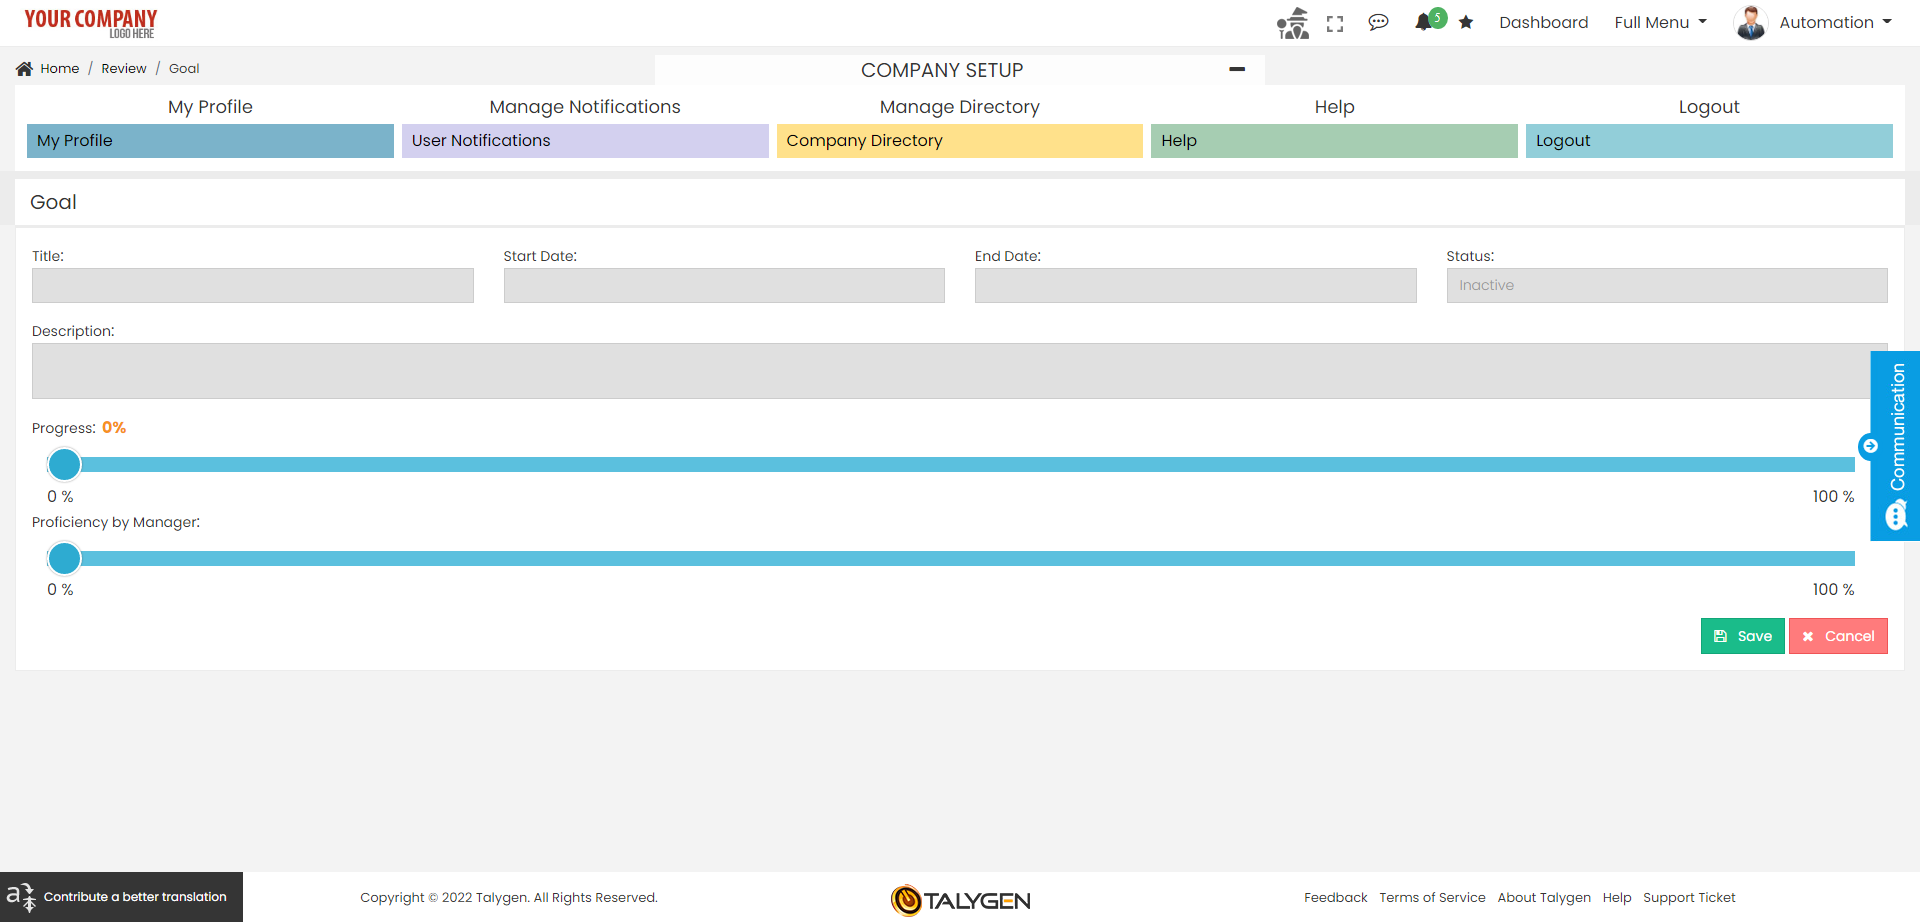 YOUR COMPANY
LOGO HERE
5
Dashboard
Full Menu
Automation
Home / Review / Goal
COMPANY SETUP
My Profile
Manage Notifications
Manage Directory
Help
Logout
My Profile
User Notifications
Company Directory
Help
Logout
Goal
Title:
Start Date:
End Date:
Status:
Inactive
Description:
Communication
Progress: 0%
0 %
100 %
Proficiency by Manager:
0 %
100 %
Save
Cancel
Contribute a better translation
Copyright © 2022 Talygen. All Rights Reserved.
TALYGEN
Feedback
Terms of Service
About Talygen
Help
Support Ticket